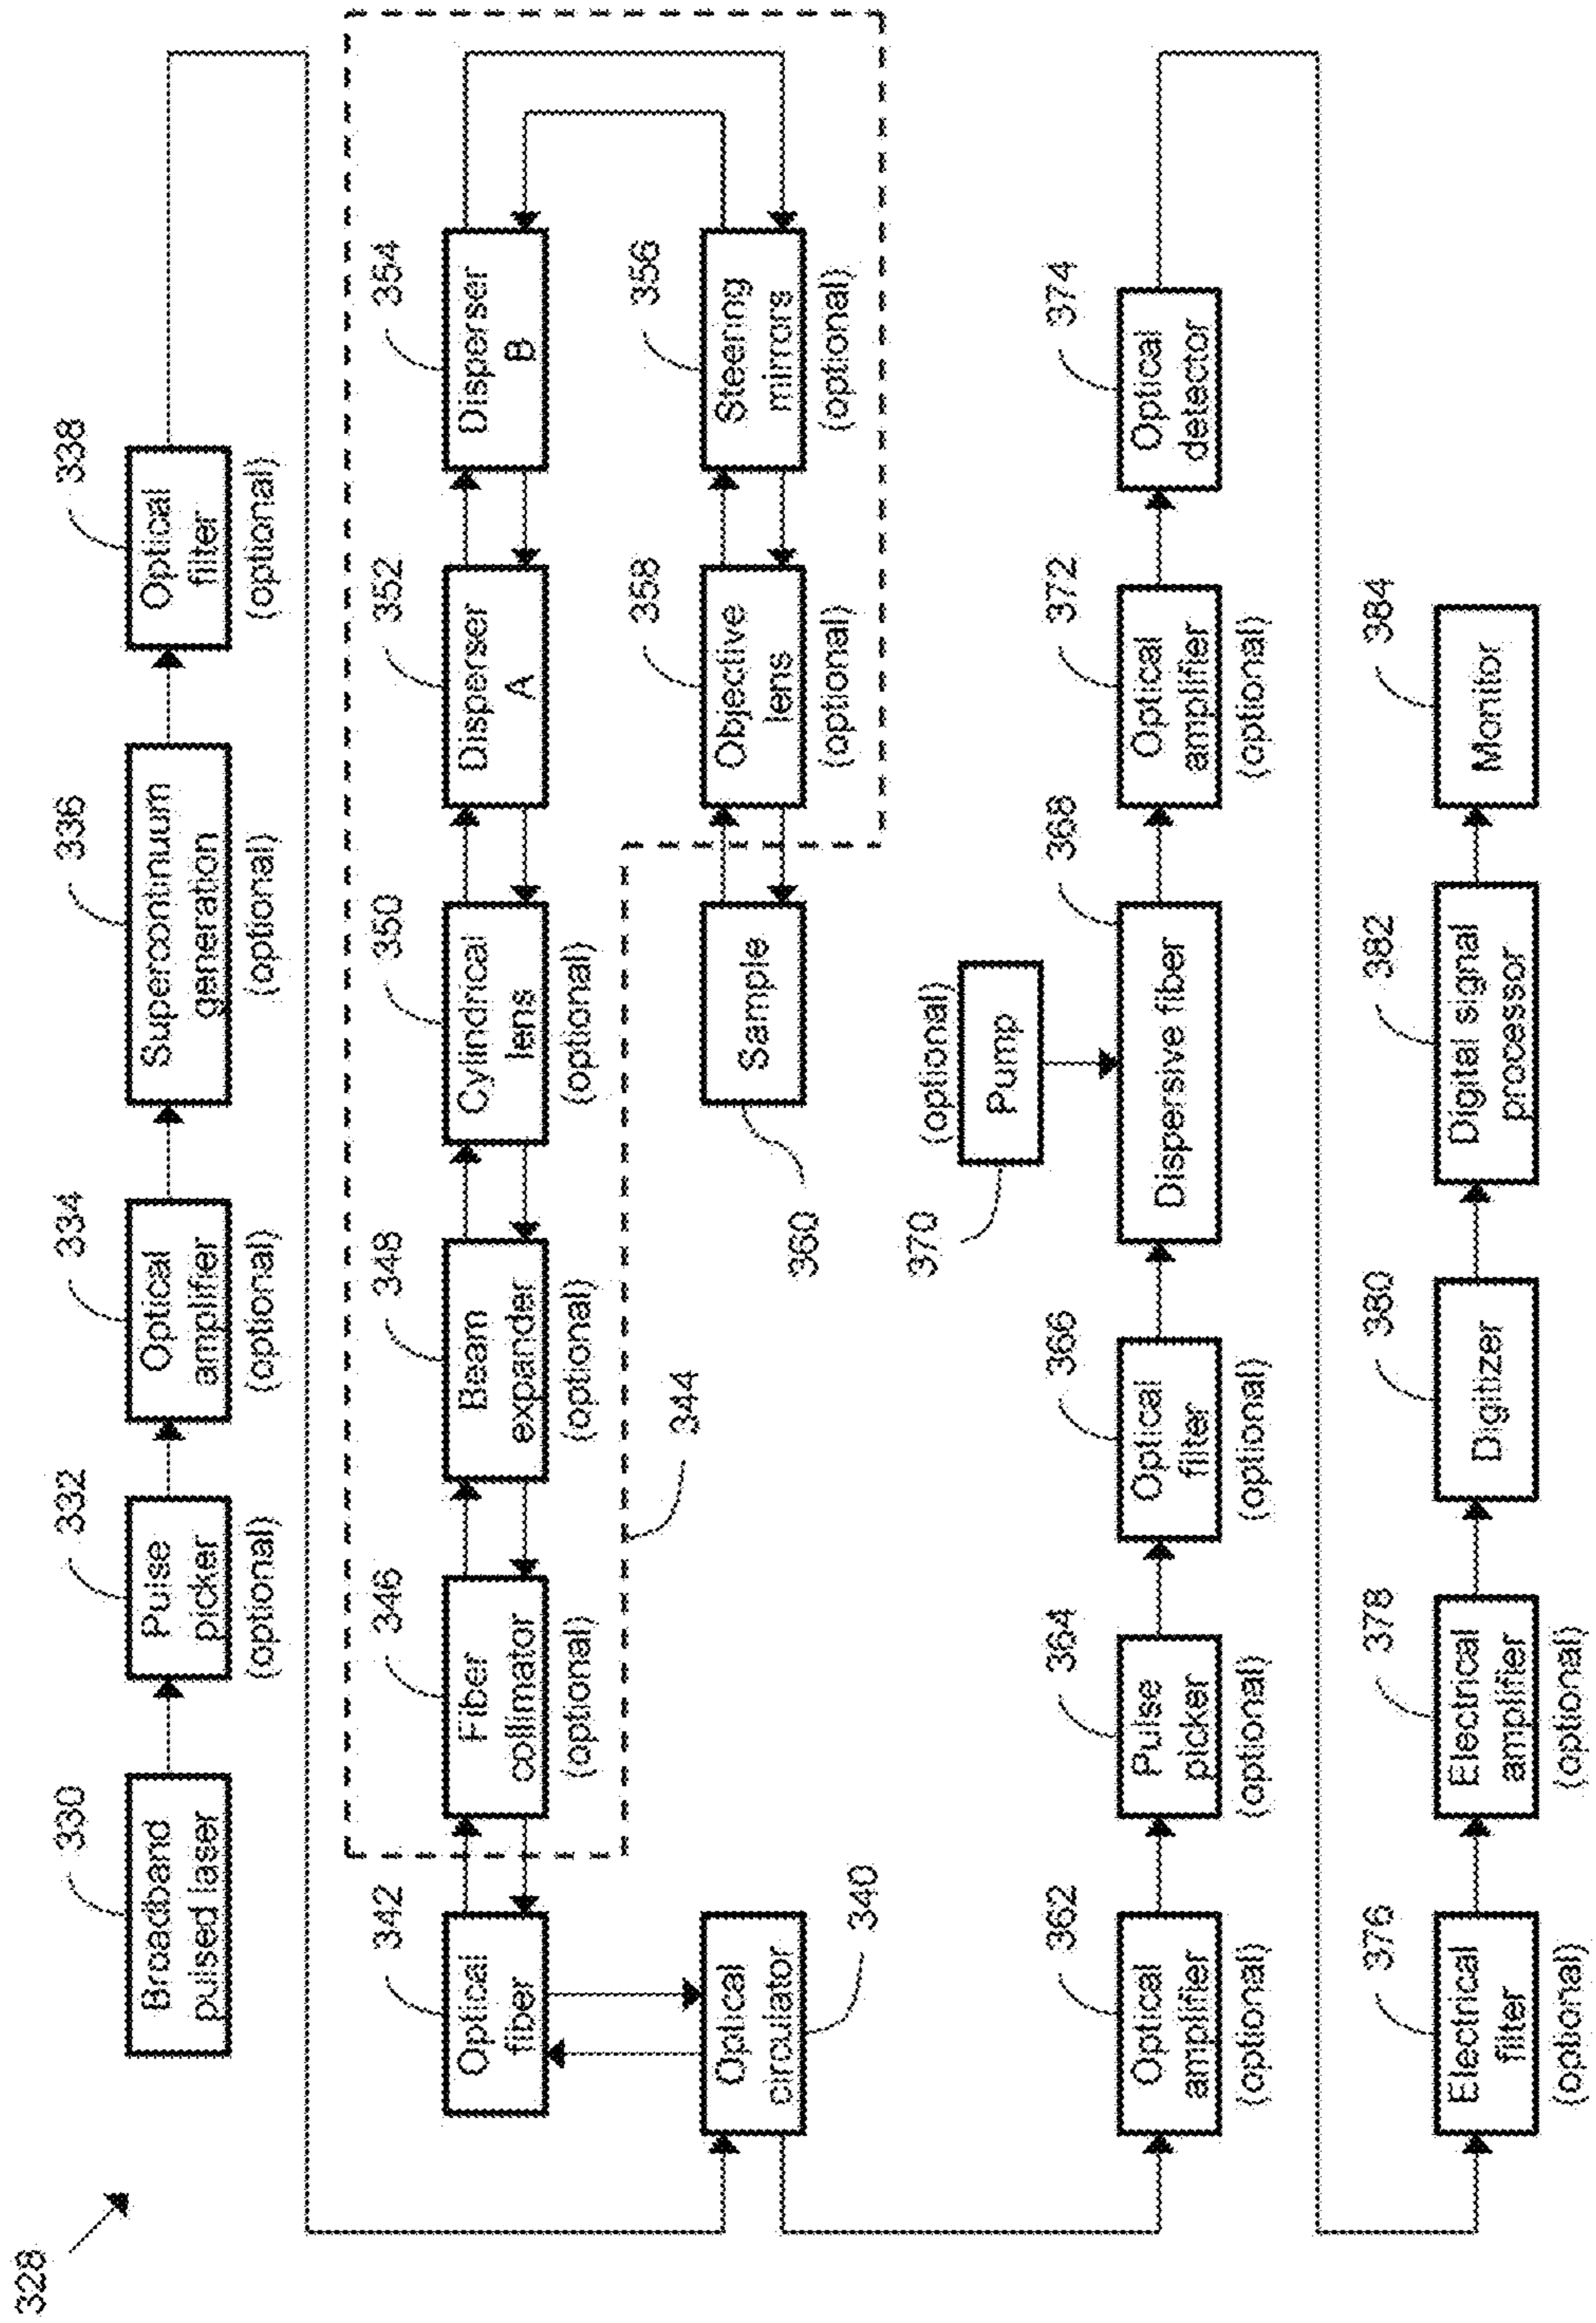 328
330
Broadband
pulsed laser
332
Pulse
picker
(optional)
334
Optical
amplifier
(optional)
336
Supercontinuum
generation
(optional)
338
Optical
filter
(optional)
342
Optical
fiber
346
Fiber
collimator
(optional)
348
Beam
expander
(optional)
350
Cylindrical
lens
(optional)
352
Disperser
A
354
Disperser
B
340
Optical
circulator
344
360
Sample
358
Objective
lens
(optional)
356
Steering
mirrors
(optional)
362
Optical
amplifier
(optional)
364
Pulse
picker
(optional)
366
Optical
filter
(optional)
370
(optional)
Pump
368
Dispersive fiber
372
Optical
amplifier
(optional)
374
Optical
detector
376
Electrical
filter
(optional)
378
Electrical
amplifier
(optional)
380
Digitizer
382
Digital signal
processor
384
Monitor